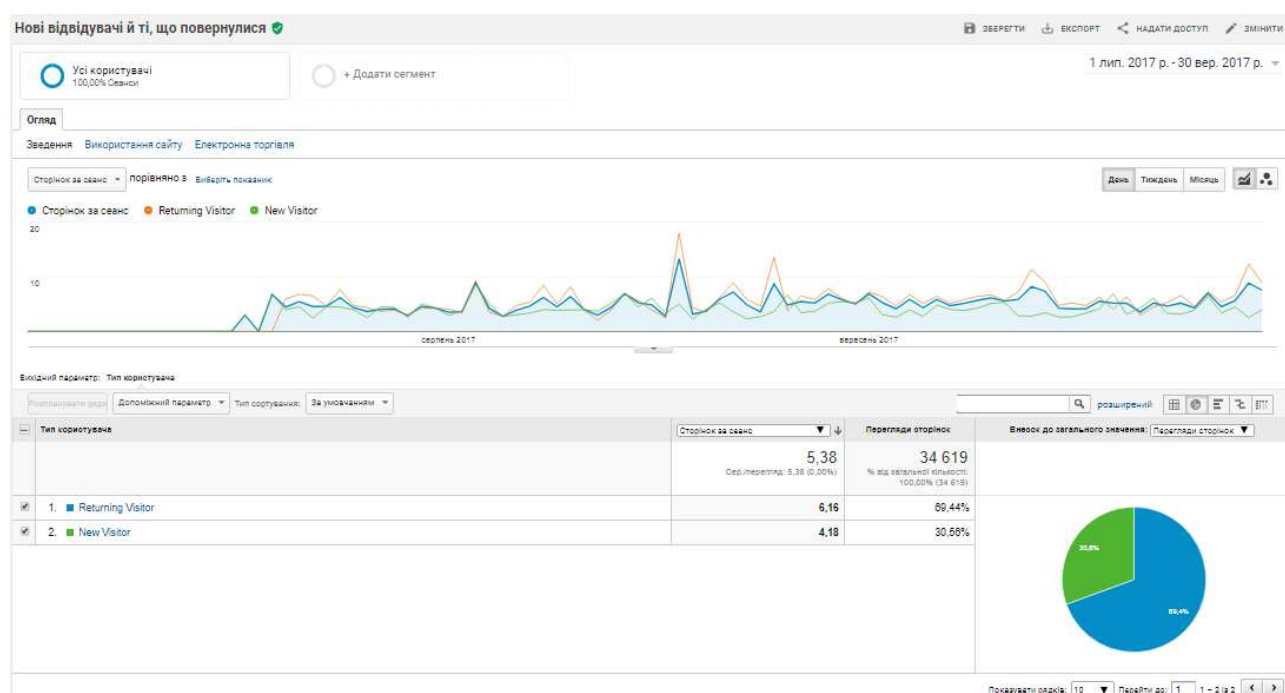 Нові відвідувачі й ті, що повернулися
ЗБЕРЕГТИ ЕКСПОРТ НАДАТИ ДОСТУП ЗМІНИТИ
Усі користувачі
100,00% Сеанси
+ Додати сегмент
1 лип. 2017 р. - 30 вер. 2017 р.
Огляд
Зведення Використання сайту Електронна торгівля
Сторінок за сеанс порівняно з Виберіть показник
День Тиждень Місяць
Сторінок за сеанс Returning Visitor New Visitor
20
10
серпень 2017 вересень 2017
Вихідний параметр: Тип користувача
Допоміжний параметр Тип сортування: За умовчанням розширений
Тип користувача Сторінок за сеанс Перегляди сторінок Внесок до загального значення: Перегляди сторінок
5,38 34 619
Сер./перегляд: 5,38 (0,00%) % від загальної кількості:
100,00% (34 619)
1. Returning Visitor 6,16 69,44%
2. New Visitor 4,18 30,56%
30,6%
69,4%
Показувати рядків: 10 Перейти до: 1 1 – 2 із 2